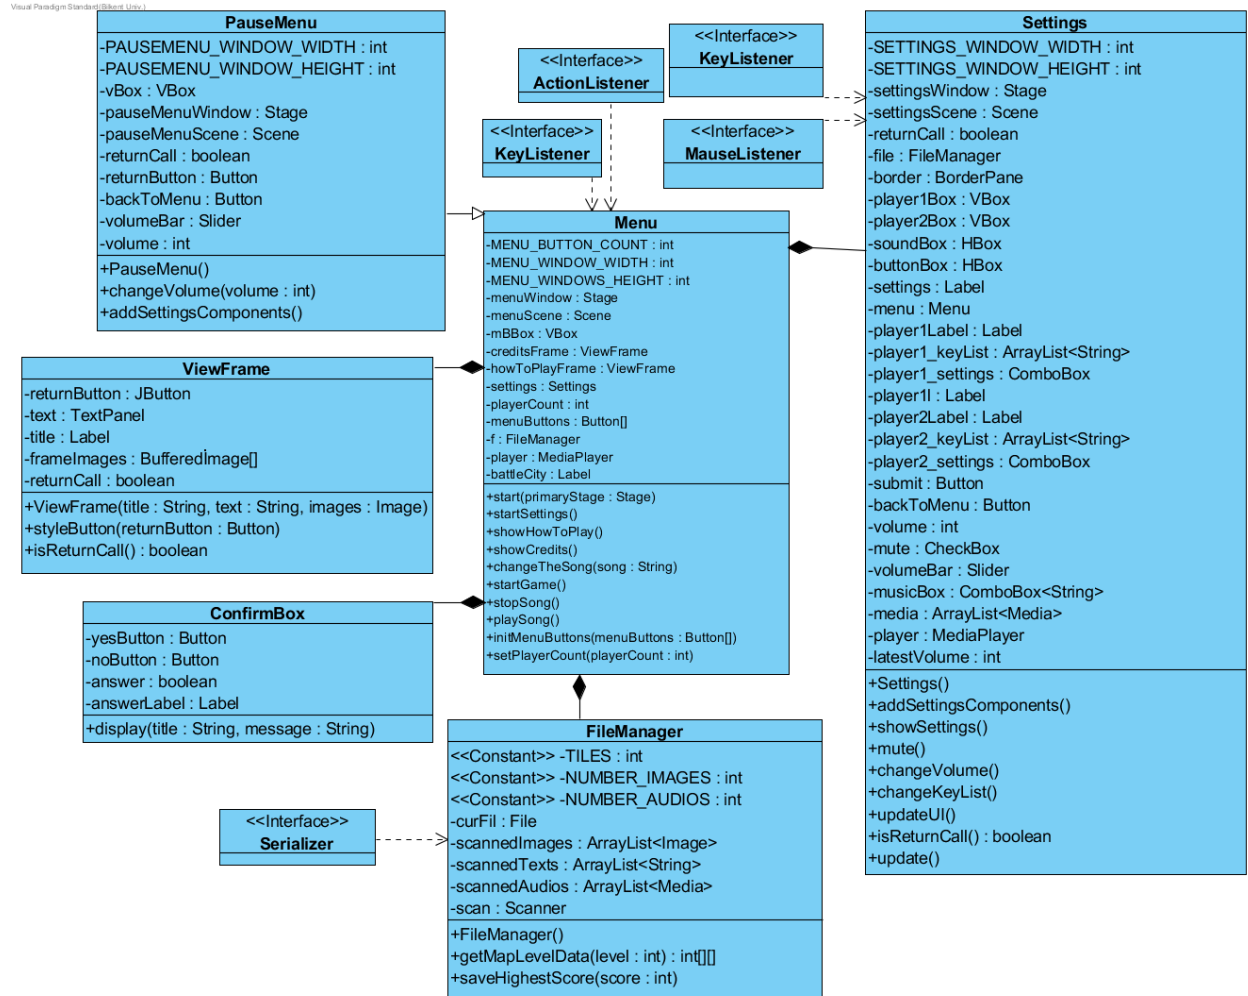 Visual Paradigm Standard(Bilkent Univ.)
PauseMenu
-PAUSEMENU_WINDOW_WIDTH : int
-PAUSEMENU_WINDOW_HEIGHT : int
-vBox : VBox
-pauseMenuWindow : Stage
-pauseMenuScene : Scene
-returnCall : boolean
-returnButton : Button
-backToMenu : Button
-volumeBar : Slider
-volume : int
+PauseMenu()
+changeVolume(volume : int)
+addSettingsComponents()
<<Interface>>
ActionListener
<<Interface>>
KeyListener
<<Interface>>
KeyListener
<<Interface>>
MauseListener
Settings
-SETTINGS_WINDOW_WIDTH : int
-SETTINGS_WINDOW_HEIGHT : int
-settingsWindow : Stage
-settingsScene : Scene
-returnCall : boolean
-file : FileManager
-border : BorderPane
-player1Box : VBox
-player2Box : VBox
-soundBox : HBox
-buttonBox : HBox
-settings : Label
-menu : Menu
-player1Label : Label
-player1_keyList : ArrayList<String>
-player1_settings : ComboBox
-player1l : Label
-player2Label : Label
-player2_keyList : ArrayList<String>
-player2_settings : ComboBox
-submit : Button
-backToMenu : Button
-volume : int
-mute : CheckBox
-volumeBar : Slider
-musicBox : ComboBox<String>
-media : ArrayList<Media>
-player : MediaPlayer
-latestVolume : int
+Settings()
+addSettingsComponents()
+showSettings()
+mute()
+changeVolume()
+changeKeyList()
+updateUI()
+isReturnCall() : boolean
+update()
Menu
-MENU_BUTTON_COUNT : int
-MENU_WINDOW_WIDTH : int
-MENU_WINDOWS_HEIGHT : int
-menuWindow : Stage
-menuScene : Scene
-mBBox : VBox
-creditsFrame : ViewFrame
-howToPlayFrame : ViewFrame
-settings : Settings
-playerCount : int
-menuButtons : Button[]
-f : FileManager
-player : MediaPlayer
-battleCity : Label
+start(primaryStage : Stage)
+startSettings()
+showHowToPlay()
+showCredits()
+changeTheSong(song : String)
+startGame()
+stopSong()
+playSong()
+initMenuButtons(menuButtons : Button[])
+setPlayerCount(playerCount : int)
ViewFrame
-returnButton : JButton
-text : TextPanel
-title : Label
-frameImages : Bufferedİmage[]
-returnCall : boolean
+ViewFrame(title : String, text : String, images : Image)
+styleButton(returnButton : Button)
+isReturnCall() : boolean
ConfirmBox
-yesButton : Button
-noButton : Button
-answer : boolean
-answerLabel : Label
+display(title : String, message : String)
<<Interface>>
Serializer
FileManager
<<Constant>> -TILES : int
<<Constant>> -NUMBER_IMAGES : int
<<Constant>> -NUMBER_AUDIOS : int
-curFil : File
-scannedImages : ArrayList<Image>
-scannedTexts : ArrayList<String>
-scannedAudios : ArrayList<Media>
-scan : Scanner
+FileManager()
+getMapLevelData(level : int) : int[][]
+saveHighestScore(score : int)